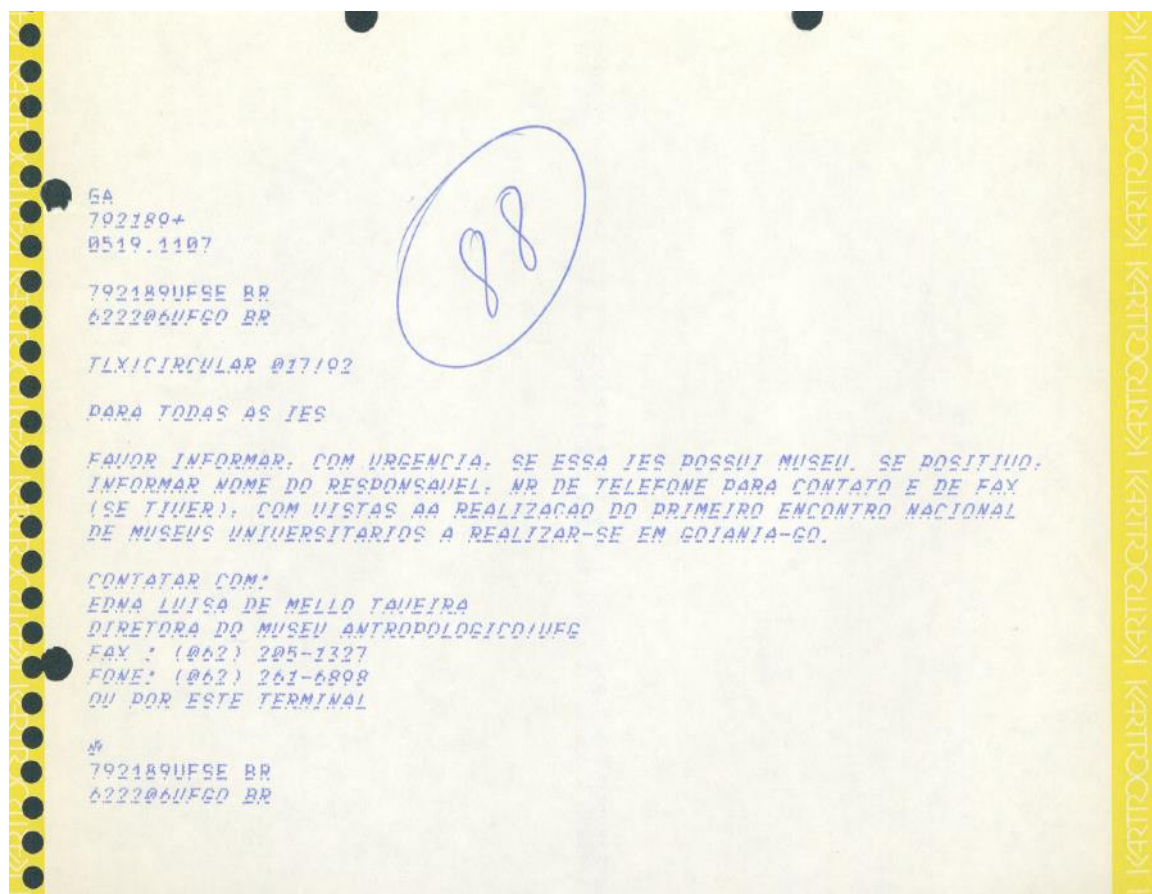 GA
792189+
0519.1107
88
792189UFSE BR
622206UFGO BR
TLX/CIRCULAR 017/92
PARA TODAS AS IES
FAVOR INFORMAR, COM URGENCIA, SE ESSA IES POSSUI MUSEU. SE POSITIVO,
INFORMAR NOME DO RESPONSAVEL, NR DE TELEFONE PARA CONTATO E DE FAX
(SE TIVER), COM VISTAS AA REALIZACAO DO PRIMEIRO ENCONTRO NACIONAL
DE MUSEUS UNIVERSITARIOS A REALIZAR-SE EM GOIANIA-GO.
CONTATAR COM:
EDNA LUISA DE MELLO TAVEIRA
DIRETORA DO MUSEU ANTROPOLOGICO/UFG
FAX : (062) 205-1327
FONE: (062) 261-6898
OU POR ESTE TERMINAL
792189UFSE BR
622206UFGO BR